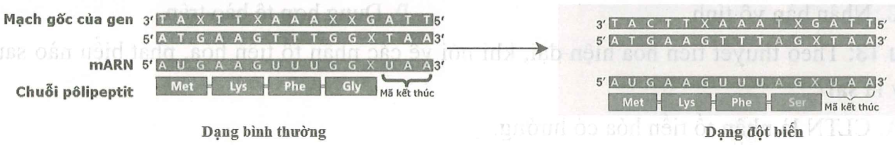 Mạch gốc của gen 3' T A X T T X A A A X X G A T T 5'
5' A T G A A G T T T G G X T A A 3'
mARN 5' A U G A A G U U U G G X U A A 3'
Chuỗi pôlipeptit Met Lys Phe Gly Mã kết thúc
Dạng bình thường
3' T A C T T X A A A T X G A T T 5'
5' A T G A A G T T T A G X T A A 3'
5' A U G A A G U U U A G X U A A 3'
Met Lys Phe Ser Mã kết thúc
Dạng đột biến